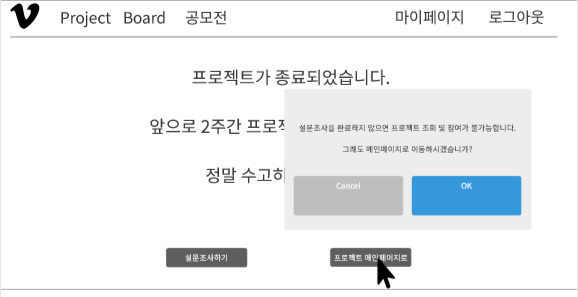 Project Board 공모전 마이페이지 로그아웃
프로젝트가 종료되었습니다.
앞으로 2주간 프로
정말 수고하
설문조사를 완료하지 않으면 프로젝트 조회 및 참여가 불가능합니다.
그래도 메인페이지로 이동하시겠습니까?
Cancel OK
설문조사하기 프로젝트 메인페이지로